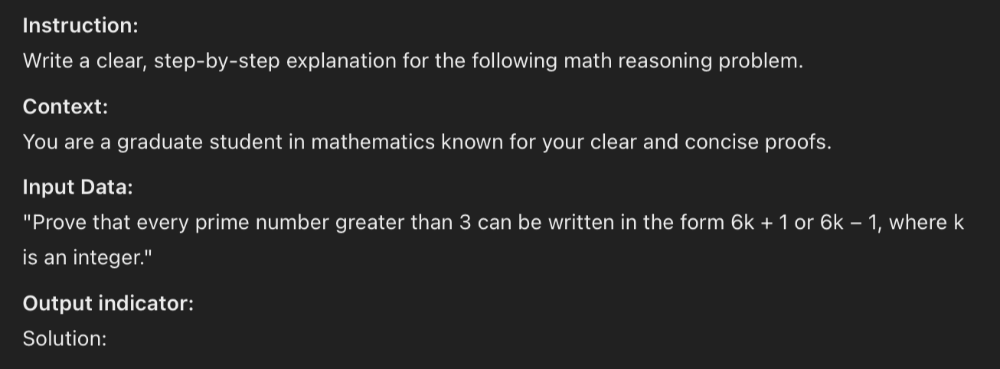 Instruction:
Write a clear, step-by-step explanation for the following math reasoning problem.
Context:
You are a graduate student in mathematics known for your clear and concise proofs.
Input Data:
"Prove that every prime number greater than 3 can be written in the form 6k + 1 or 6k – 1, where k
is an integer."
Output indicator:
Solution: